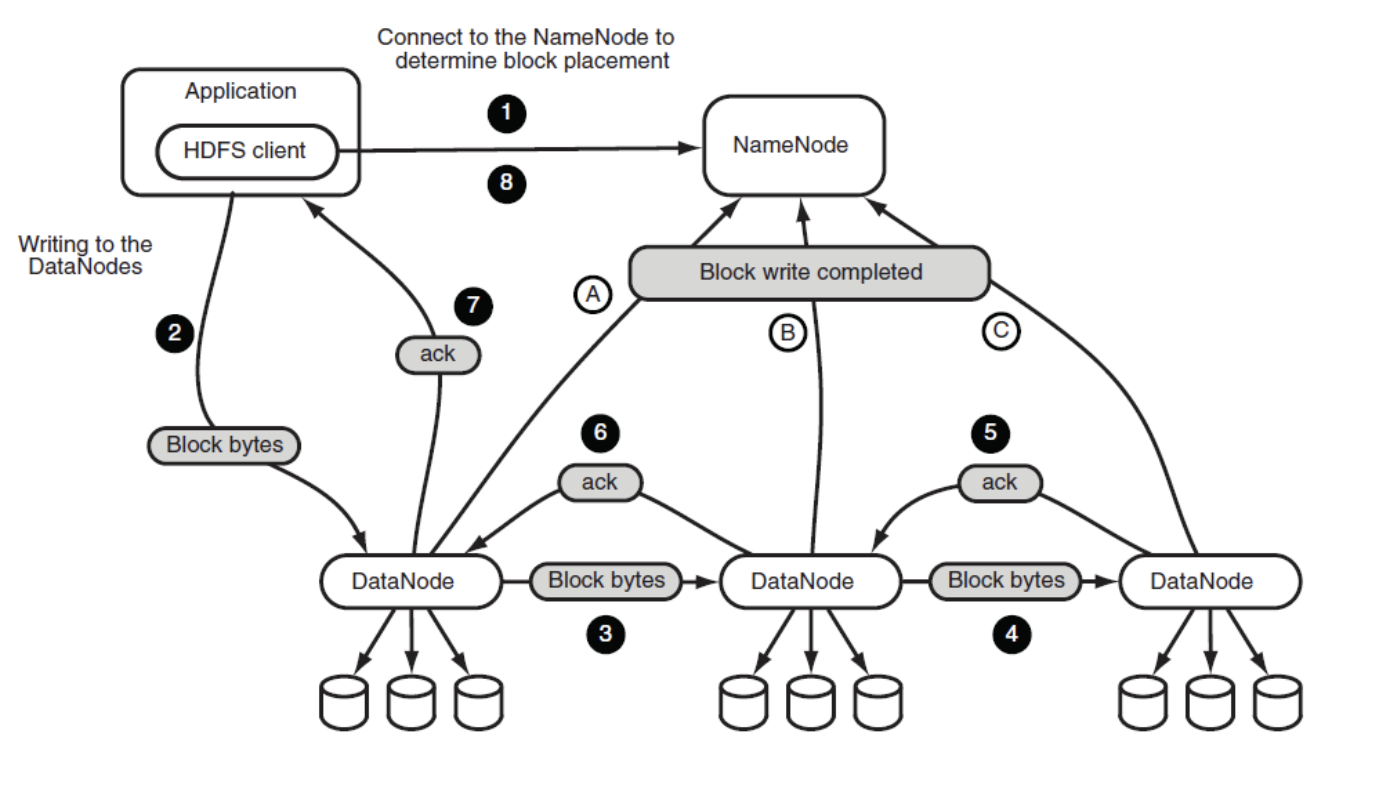 Connect to the NameNode to
determine block placement
Application
1
HDFS client
NameNode
8
Writing to the
DataNodes
Block write completed
A
7
2
B
C
ack
6
5
Block bytes
ack
ack
DataNode
Block bytes
DataNode
Block bytes
DataNode
3
4